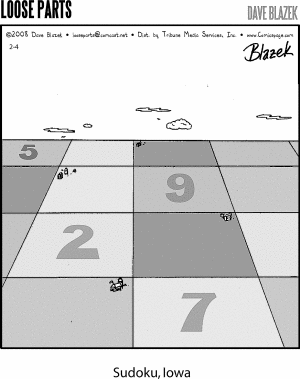 LOOSE PARTS DAVE BLAZEK
©2008 Dave Blazek • looseparts@comcast.net • Dist. by Tribune Media Services, Inc. • www.Comicspage.com
2-4 Blazek
5
9
2
7
Sudoku, Iowa